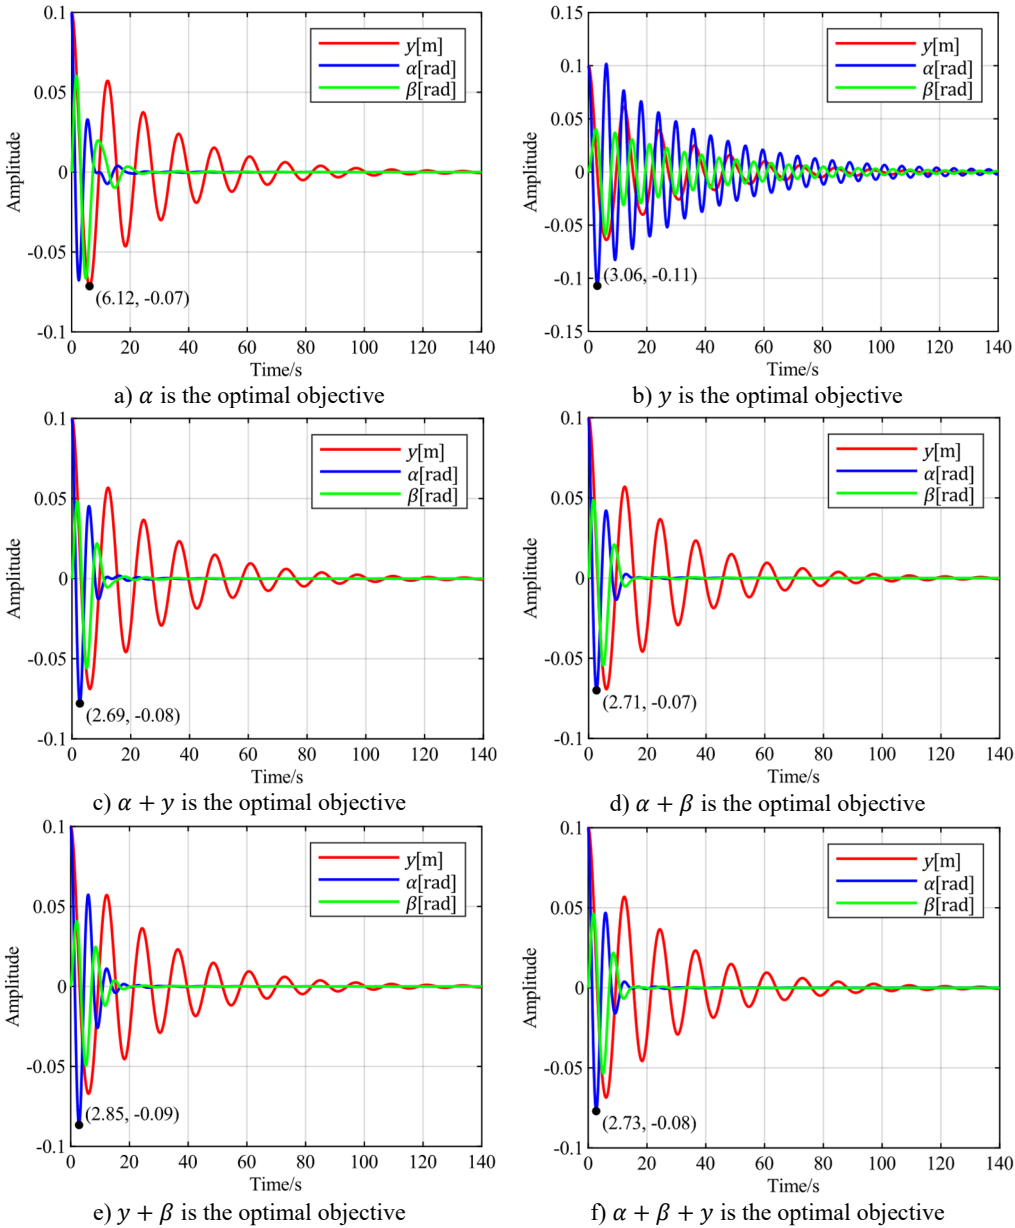 0.1
0.05
0
-0.05
-0.1
Amplitude
y[m]
α[rad]
β[rad]
(6.12, -0.07)
0 20 40 60 80 100 120 140
Time/s
a) α is the optimal objective
0.15
0.1
0.05
0
-0.05
-0.1
-0.15
Amplitude
y[m]
α[rad]
β[rad]
(3.06, -0.11)
0 20 40 60 80 100 120 140
Time/s
b) y is the optimal objective
0.1
0.05
0
-0.05
-0.1
Amplitude
y[m]
α[rad]
β[rad]
(2.69, -0.08)
0 20 40 60 80 100 120 140
Time/s
c) α + y is the optimal objective
0.1
0.05
0
-0.05
-0.1
Amplitude
y[m]
α[rad]
β[rad]
(2.71, -0.07)
0 20 40 60 80 100 120 140
Time/s
d) α + β is the optimal objective
0.1
0.05
0
-0.05
-0.1
Amplitude
y[m]
α[rad]
β[rad]
(2.85, -0.09)
0 20 40 60 80 100 120 140
Time/s
e) y + β is the optimal objective
0.1
0.05
0
-0.05
-0.1
Amplitude
y[m]
α[rad]
β[rad]
(2.73, -0.08)
0 20 40 60 80 100 120 140
Time/s
f) α + β + y is the optimal objective